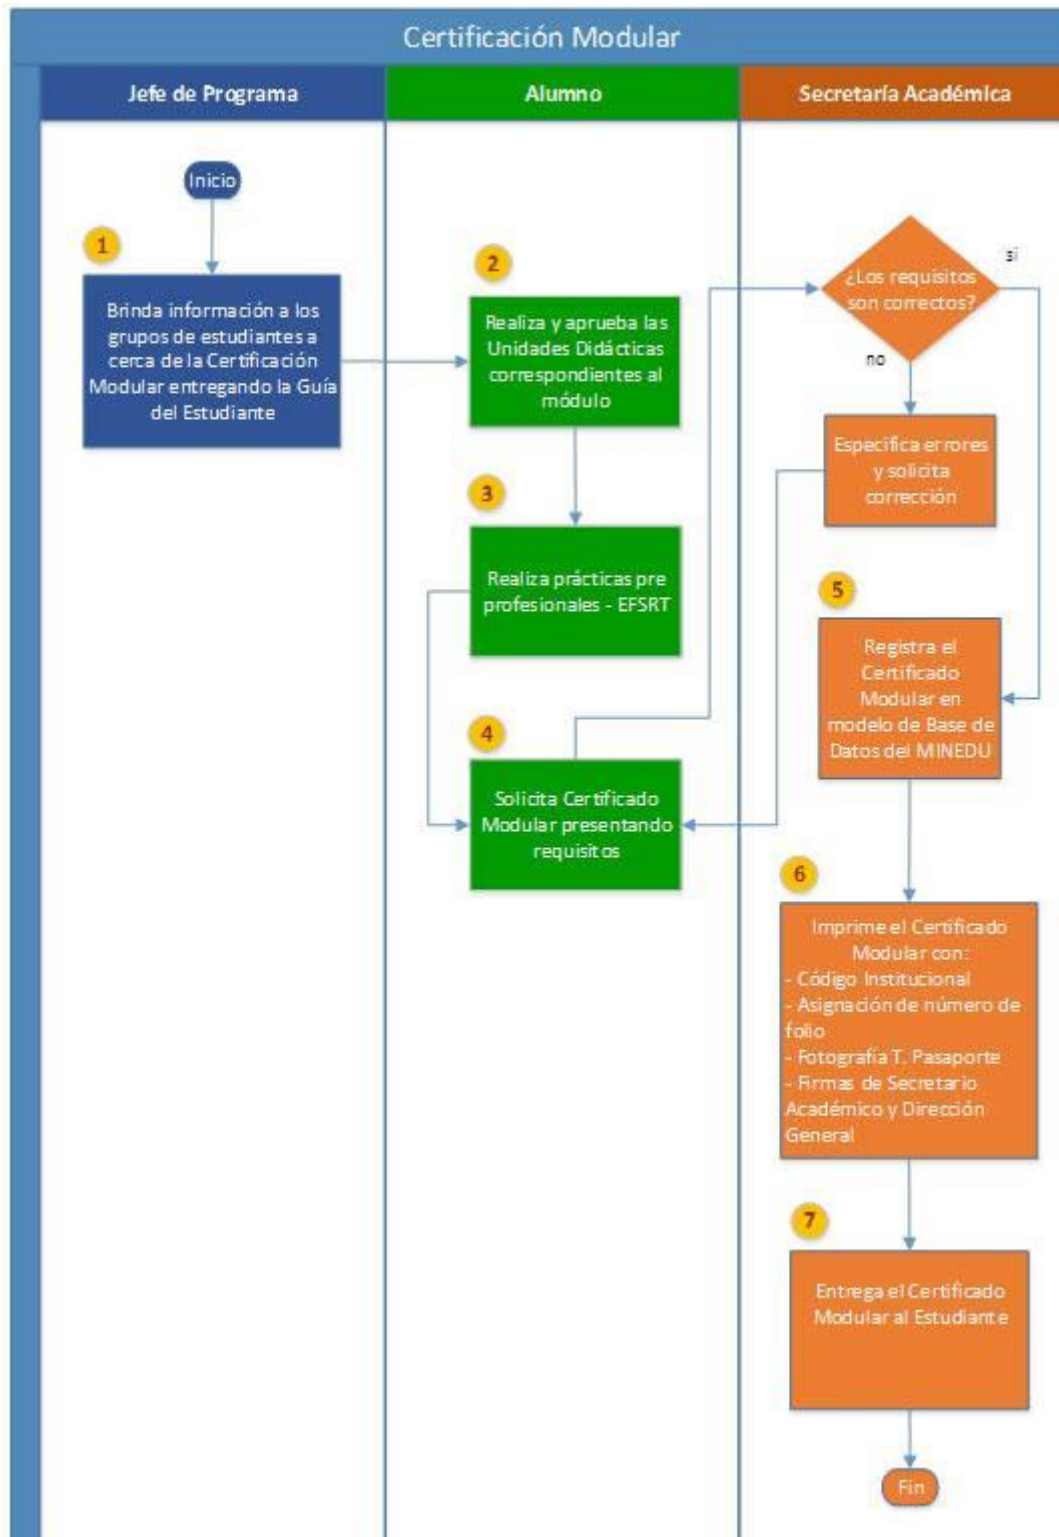 Certificación Modular
Jefe de Programa
Alumno
Secretaría Académica
Inicio
1
Brinda información a los
grupos de estudiantes a
cerca de la Certificación
Modular entregando la Guía
del Estudiante
2
Realiza y aprueba las
Unidades Didácticas
correspondientes al
módulo
3
Realiza prácticas pre
profesionales - EFSRT
4
Solicita Certificado
Modular presentando
requisitos
¿Los requisitos
son correctos?
si
no
Especifica errores
y solicita
corrección
5
Registra el
Certificado
Modular en
modelo de Base de
Datos del MINEDU
6
Imprime el Certificado
Modular con:
- Código Institucional
- Asignación de número de
folio
- Fotografía T. Pasaporte
- Firmas de Secretario
Académico y Dirección
General
7
Entrega el Certificado
Modular al Estudiante
Fin